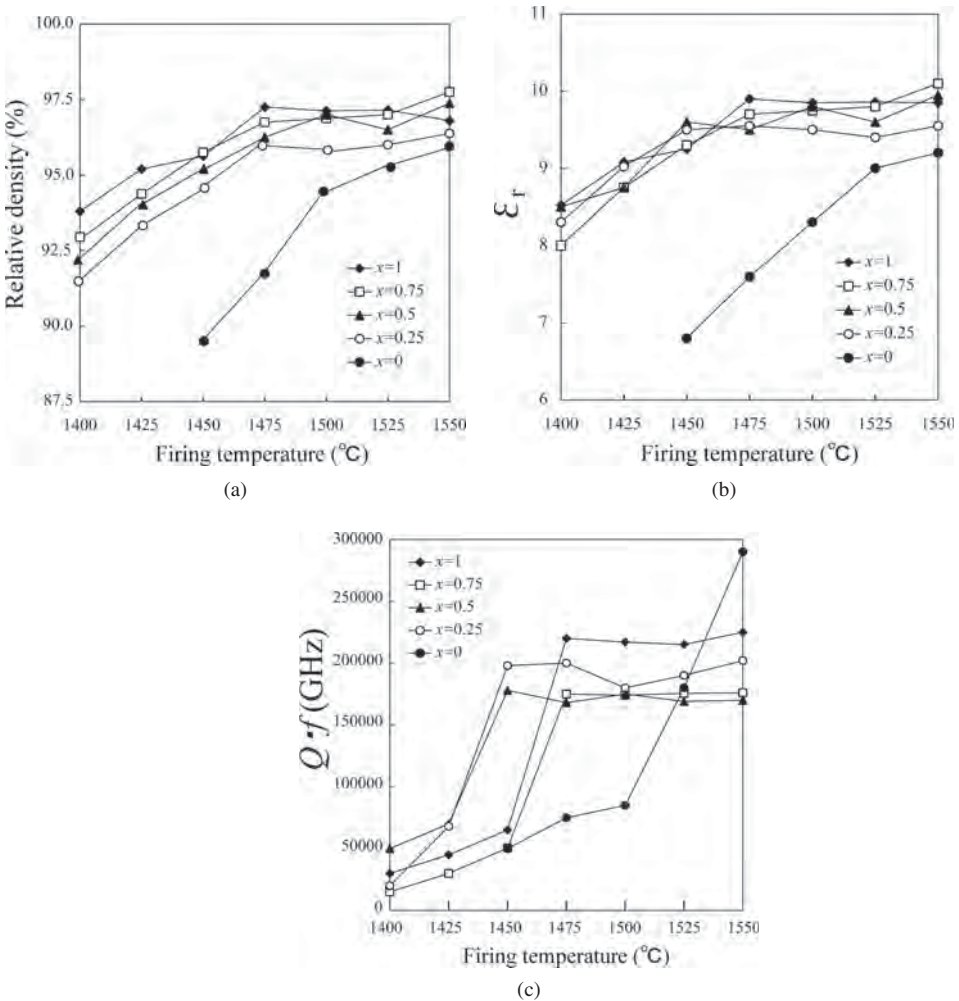 100.0
97.5
95.0
92.5
90.0
87.5
Relative density (%)
x=1
x=0.75
x=0.5
x=0.25
x=0
1400 1425 1450 1475 1500 1525 1550
Firing temperature (°C)
(a)
11
10
9
8
7
6
εr
x=1
x=0.75
x=0.5
x=0.25
x=0
1400 1425 1450 1475 1500 1525 1550
Firing temperature (°C)
(b)
300000
250000
200000
150000
100000
50000
0
Q·f (GHz)
x=1
x=0.75
x=0.5
x=0.25
x=0
1400 1425 1450 1475 1500 1525 1550
Firing temperature (°C)
(c)